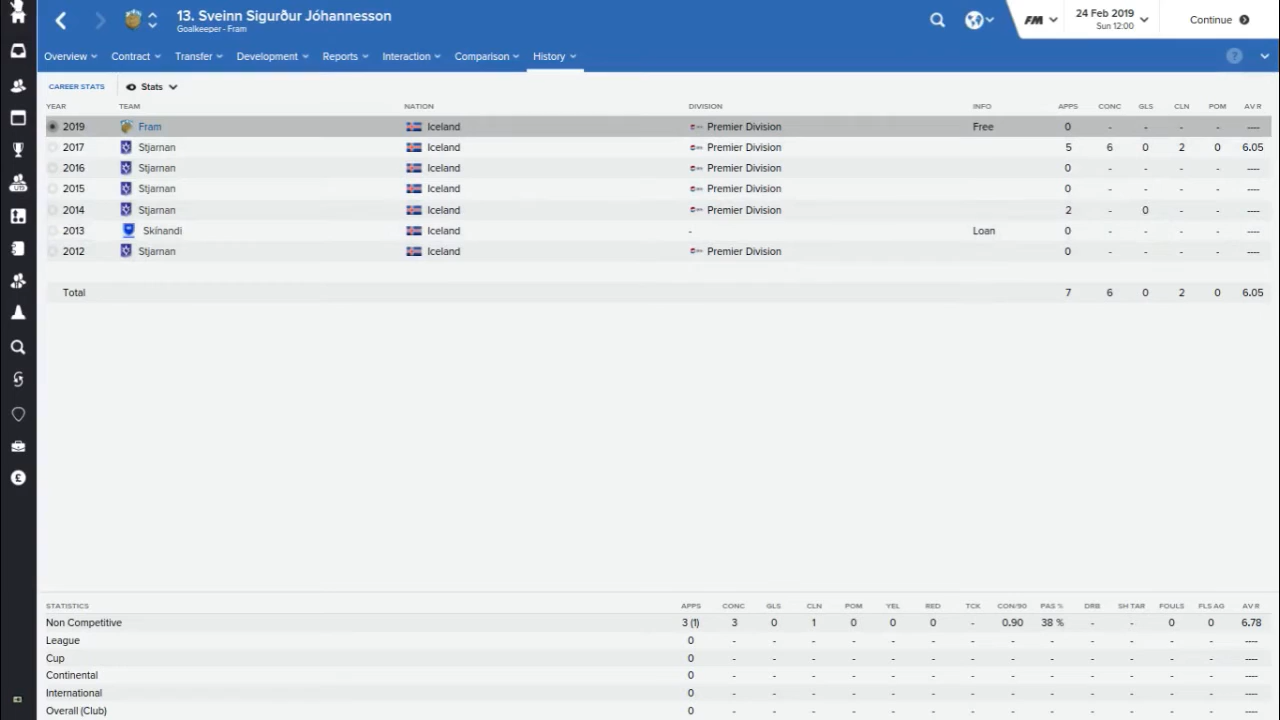 13. Sveinn Sigurður Jóhannesson
Goalkeeper - Fram
FM
24 Feb 2019
Sun 12:00
Continue
Overview Contract Transfer Development Reports Interaction Comparison History
?
CAREER STATS Stats
YEAR TEAM NATION DIVISION INFO APPS CONC GLS CLN POM AV R
2019 Fram Iceland Premier Division Free 0 - - - - ----
2017 Stjarnan Iceland Premier Division 5 6 0 2 0 6.05
2016 Stjarnan Iceland Premier Division 0 - - - - ----
2015 Stjarnan Iceland Premier Division 0 - - - - ----
2014 Stjarnan Iceland Premier Division 2 - 0 - - ----
2013 Skínandi Iceland - Loan 0 - - - - ----
2012 Stjarnan Iceland Premier Division 0 - - - - ----
Total 7 6 0 2 0 6.05
STATISTICS APPS CONC GLS CLN POM YEL RED TCK CON/90 PAS % DRB SH TAR FOULS FLS AG AV R
Non Competitive 3 (1) 3 0 1 0 0 0 - 0.90 38 % - - 0 0 6.78
League 0 - - - - - - - - - - - - - ----
Cup 0 - - - - - - - - - - - - - ----
Continental 0 - - - - - - - - - - - - - ----
International 0 - - - - - - - - - - - - - ----
Overall (Club) 0 - - - - - - - - - - - - - ----